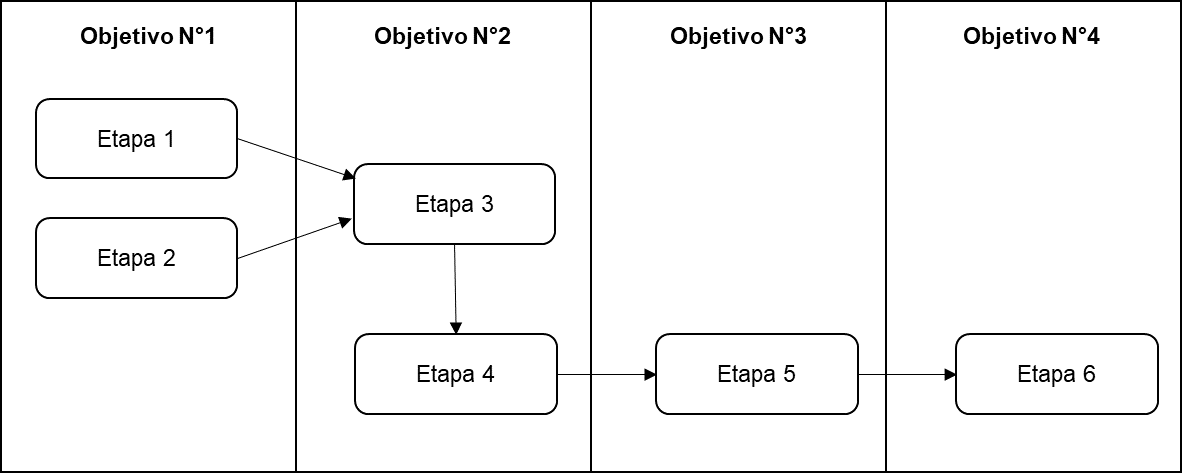 Objetivo N°1
Objetivo N°2
Objetivo N°3
Objetivo N°4
Etapa 1
Etapa 2
Etapa 3
Etapa 4
Etapa 5
Etapa 6